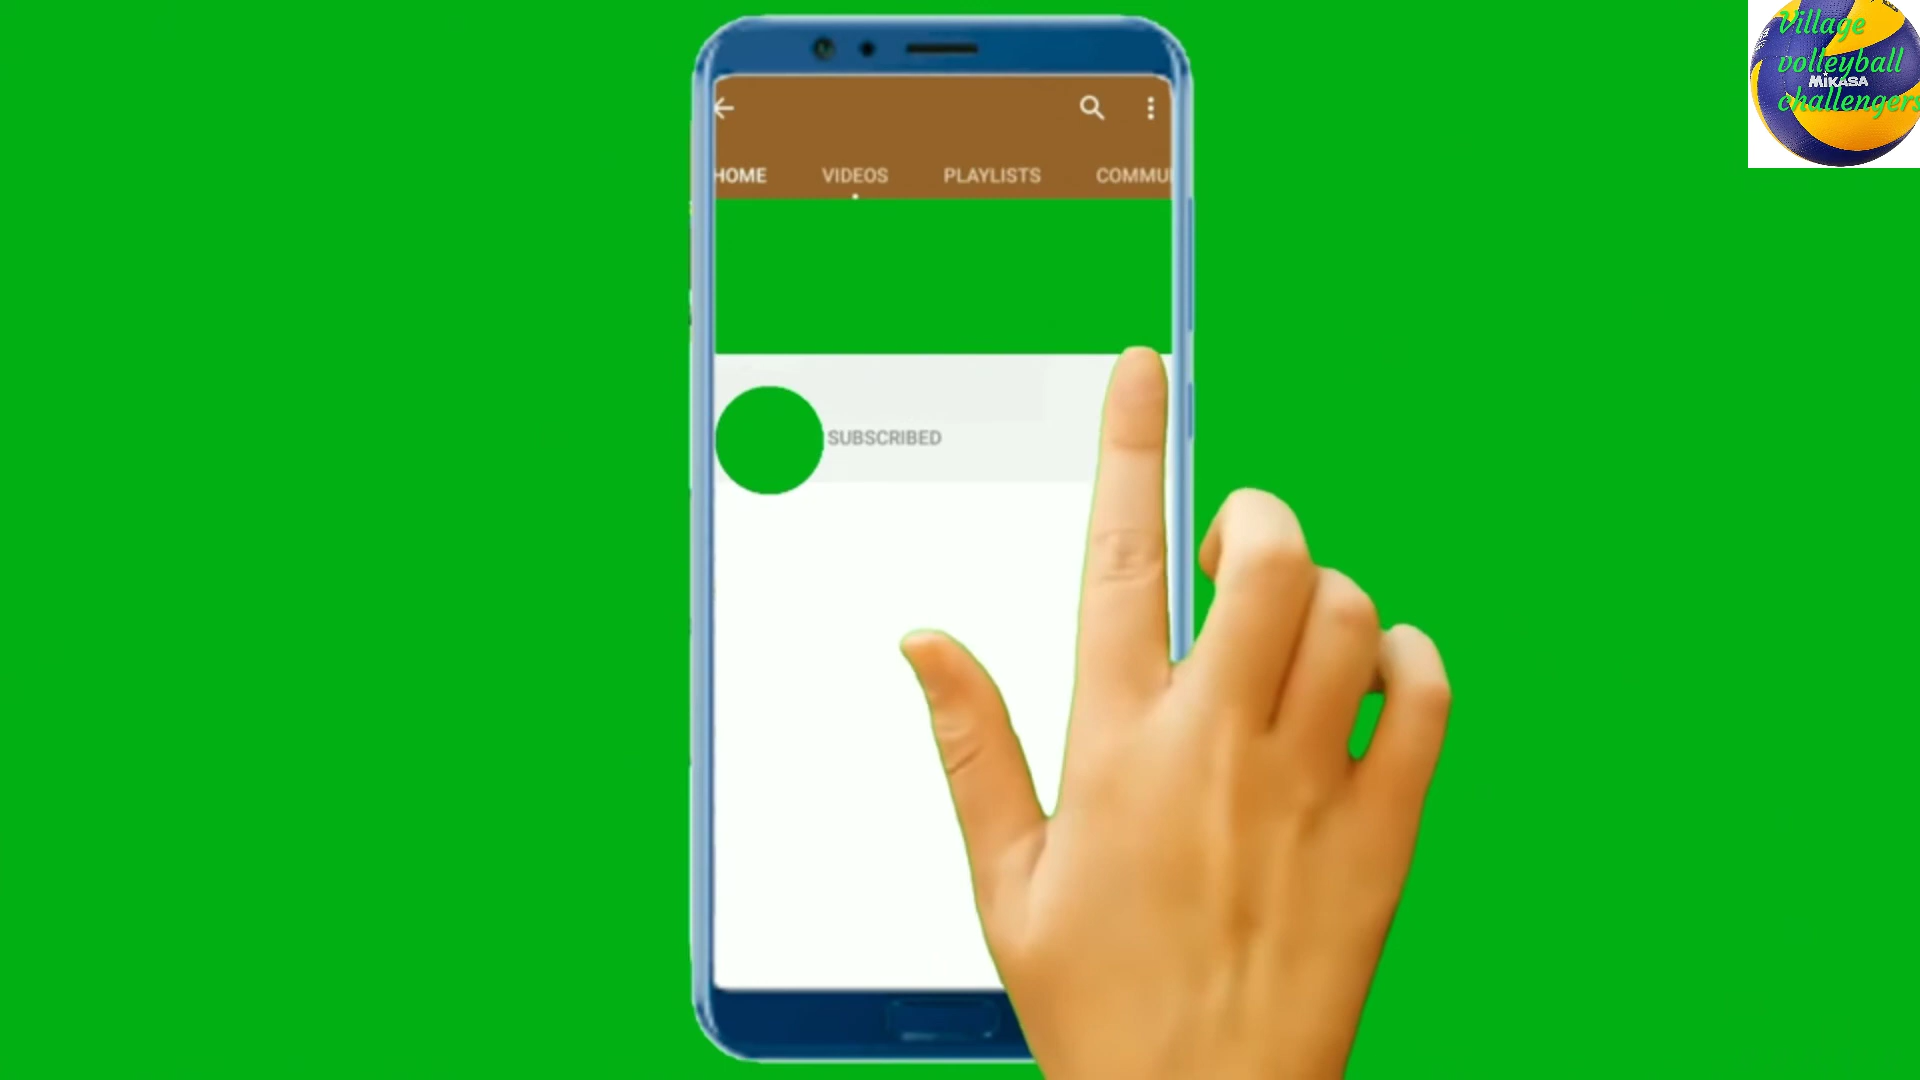 Village
volleyball
MIKASA
challengers
HOME VIDEOS PLAYLISTS COMMU
SUBSCRIBED